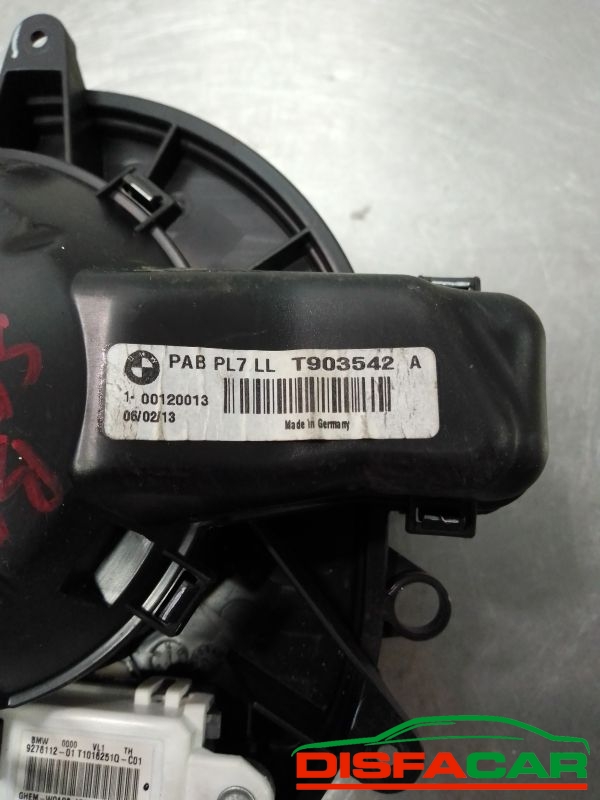 PAB PL7 LL T903542 A
1- 00120013
06/02/13
Made in Germany
BMW 0000 VL1 TH
9276112-01 T1016251Q-C01
DISFACAR